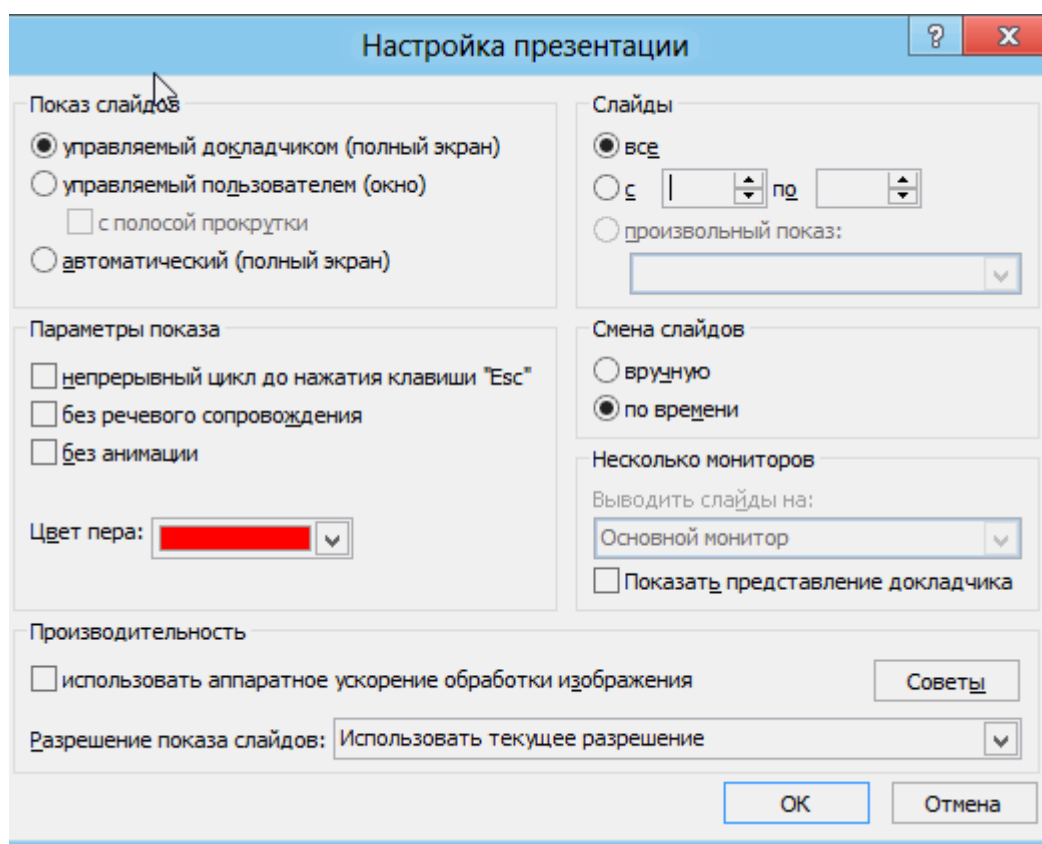 Настройка презентации
?
x
Показ слайдов
управляемый докладчиком (полный экран)
управляемый пользователем (окно)
с полосой прокрутки
автоматический (полный экран)
Слайды
все
с по
произвольный показ:
Параметры показа
непрерывный цикл до нажатия клавиши "Esc"
без речевого сопровождения
без анимации
Цвет пера:
Смена слайдов
вручную
по времени
Несколько мониторов
Выводить слайды на:
Основной монитор
Показать представление докладчика
Производительность
использовать аппаратное ускорение обработки изображения
Советы
Разрешение показа слайдов: Использовать текущее разрешение
ОК
Отмена